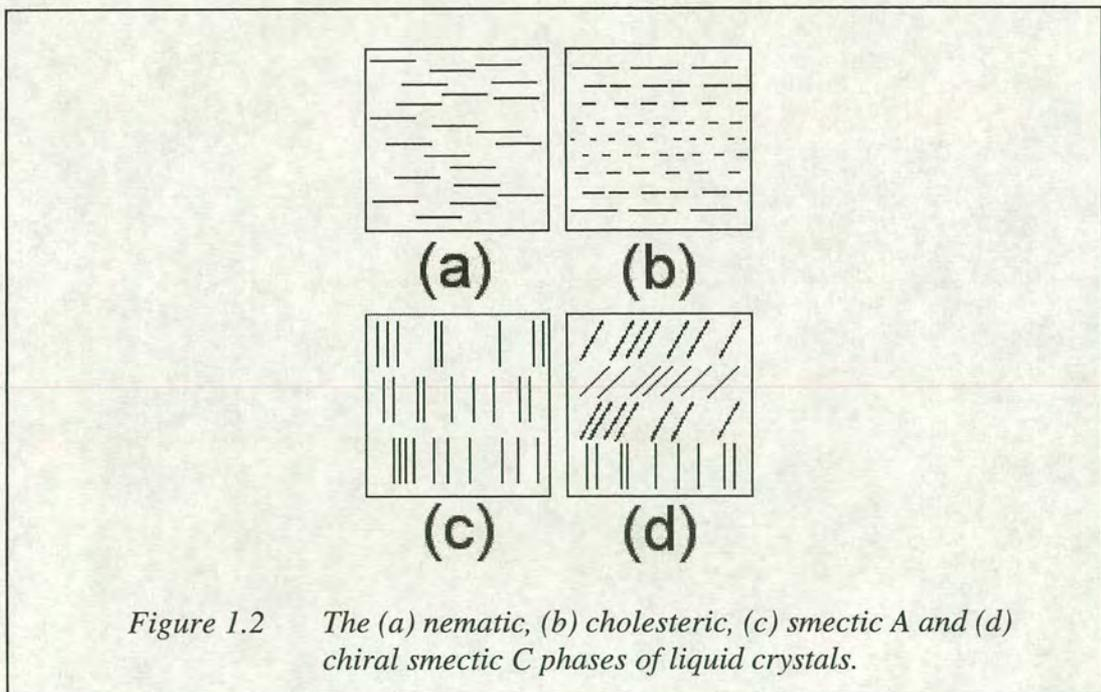 (a) (b)
(c) (d)
Figure 1.2 The (a) nematic, (b) cholesteric, (c) smectic A and (d)
chiral smectic C phases of liquid crystals.